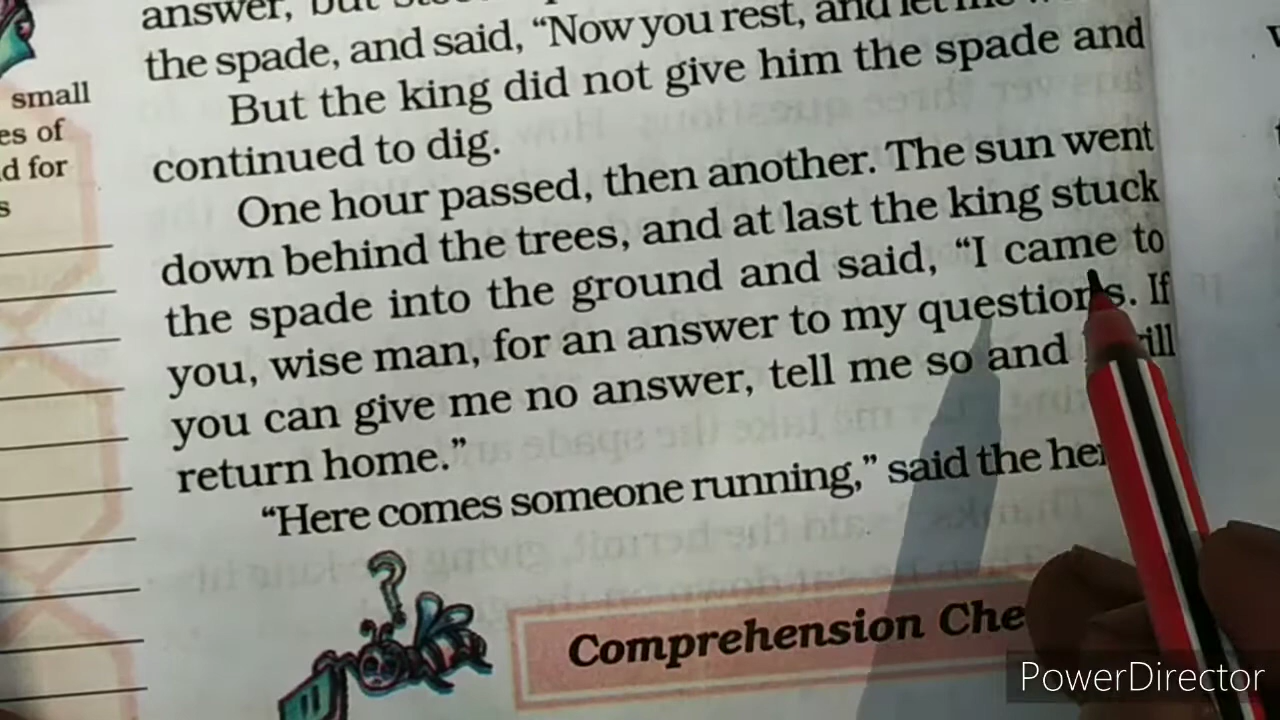 answer, but
the spade, and said, “Now you rest, and let me
But the king did not give him the spade and
continued to dig.
One hour passed, then another. The sun went
down behind the trees, and at last the king stuck
the spade into the ground and said, “I came to
you, wise man, for an answer to my questions. If
you can give me no answer, tell me so and
return home.”
“Here comes someone running,” said the
small
es of
d for
s
Comprehension Che
PowerDirector